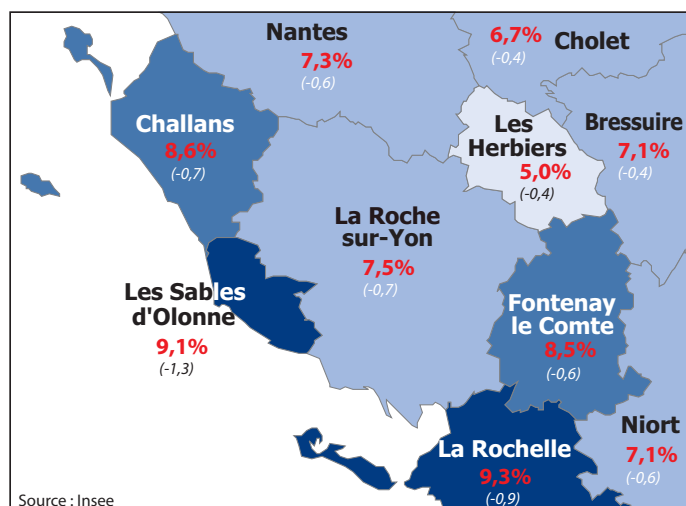 Nantes
7,3%
(-0,6)
6,7%
(-0,4)
Cholet
Challans
8,6%
(-0,7)
Les
Herbiers
5,0%
(-0,4)
Bressuire
7,1%
(-0,4)
La Roche
sur-Yon
7,5%
(-0,7)
Les Sables
d'Olonne
9,1%
(-1,3)
Fontenay
le Comte
8,5%
(-0,6)
Niort
7,1%
(-0,6)
La Rochelle
9,3%
(-0,9)
Source : Insee